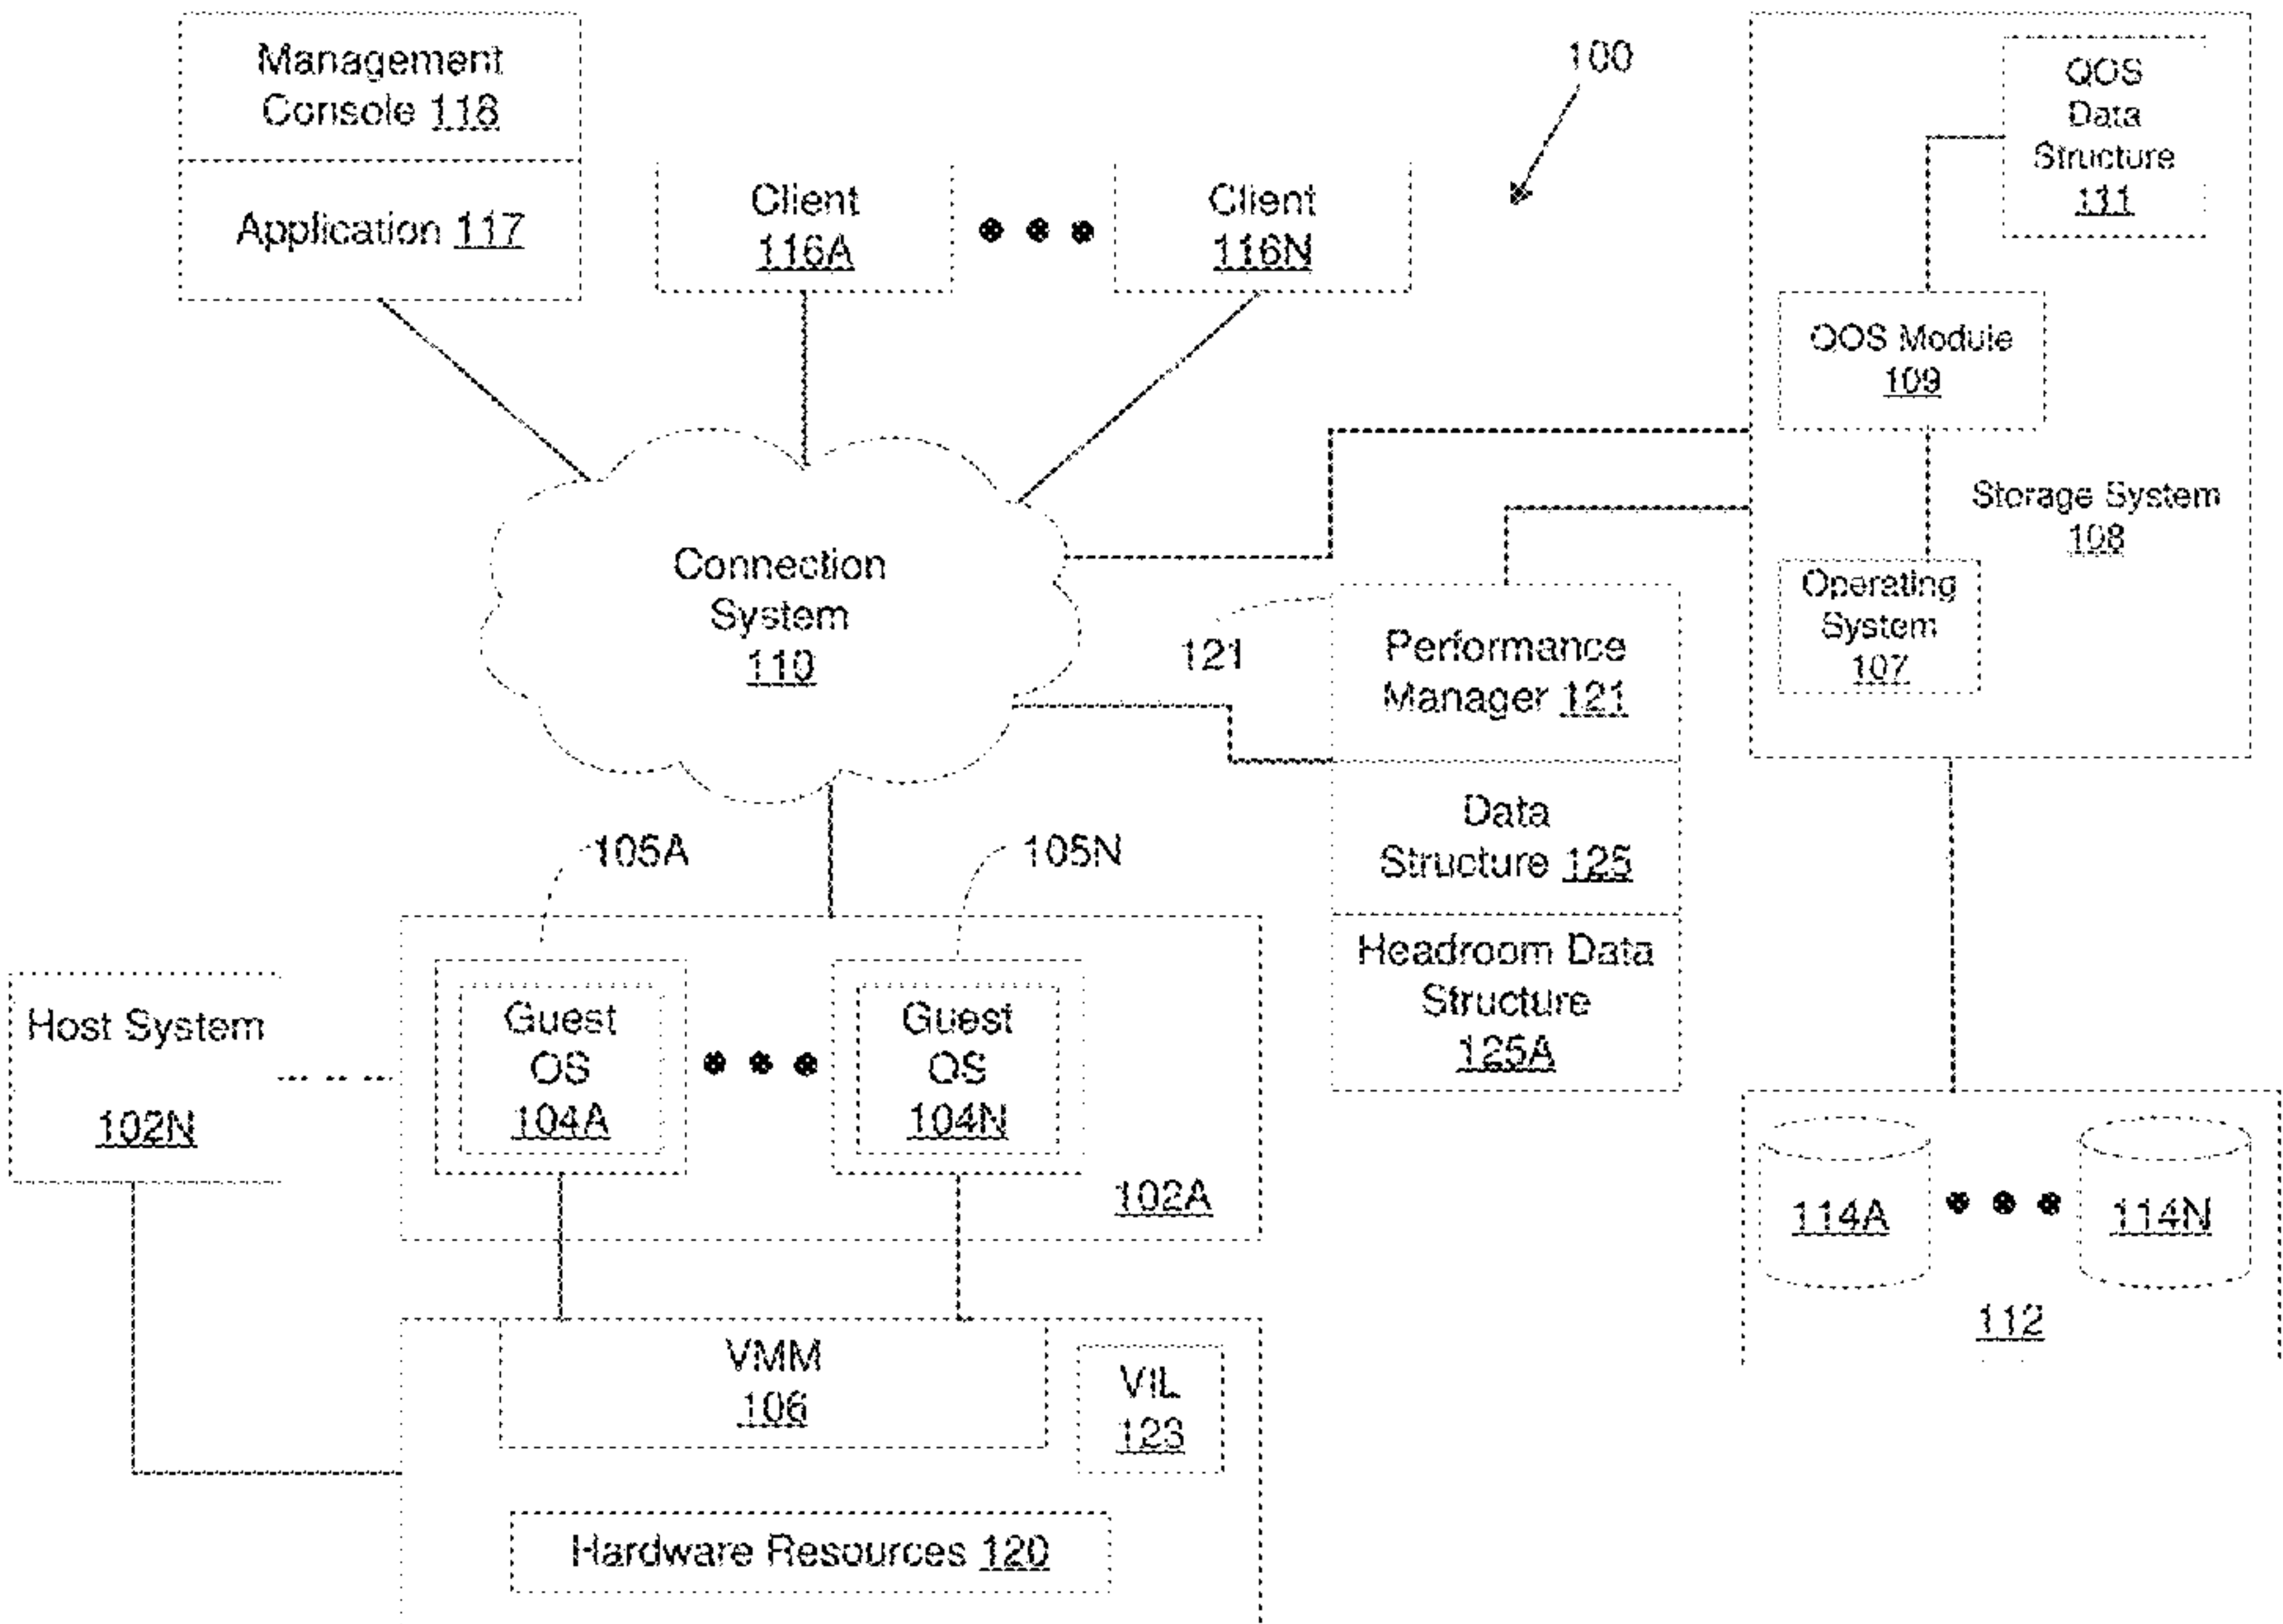 Management
Console 118
Application 117
Client
116A
Client
116N
100
QOS
Data
Structure
111
QOS Module
109
Storage System
108
Operating
System
107
Connection
System
110
121
Performance
Manager 121
Data
Structure 125
Headroom Data
Structure
125A
105A
105N
Host System
102N
Guest
OS
104A
Guest
OS
104N
102A
114A
114N
112
VMM
106
VIL
123
Hardware Resources 120